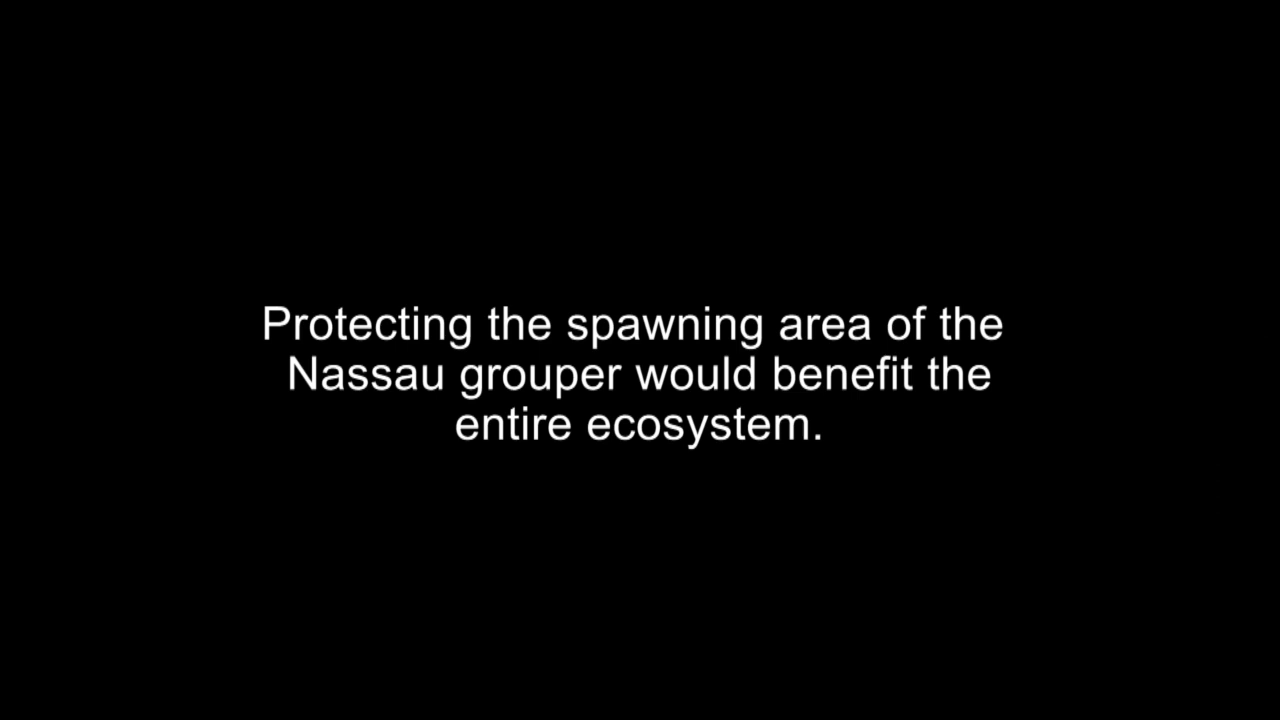 Protecting the spawning area of the
Nassau grouper would benefit the
entire ecosystem.